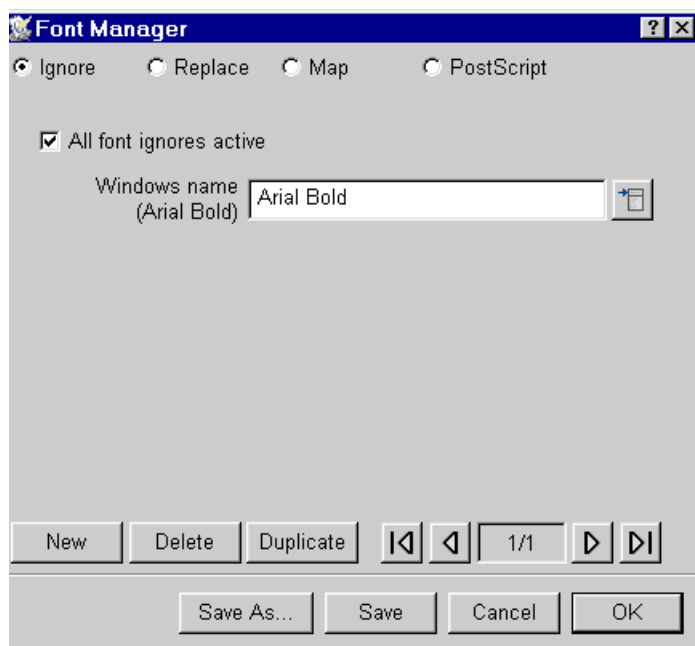 Font Manager
Ignore Replace Map PostScript
All font ignores active
Windows name
(Arial Bold)
Arial Bold
New Delete Duplicate 1/1
Save As... Save Cancel OK